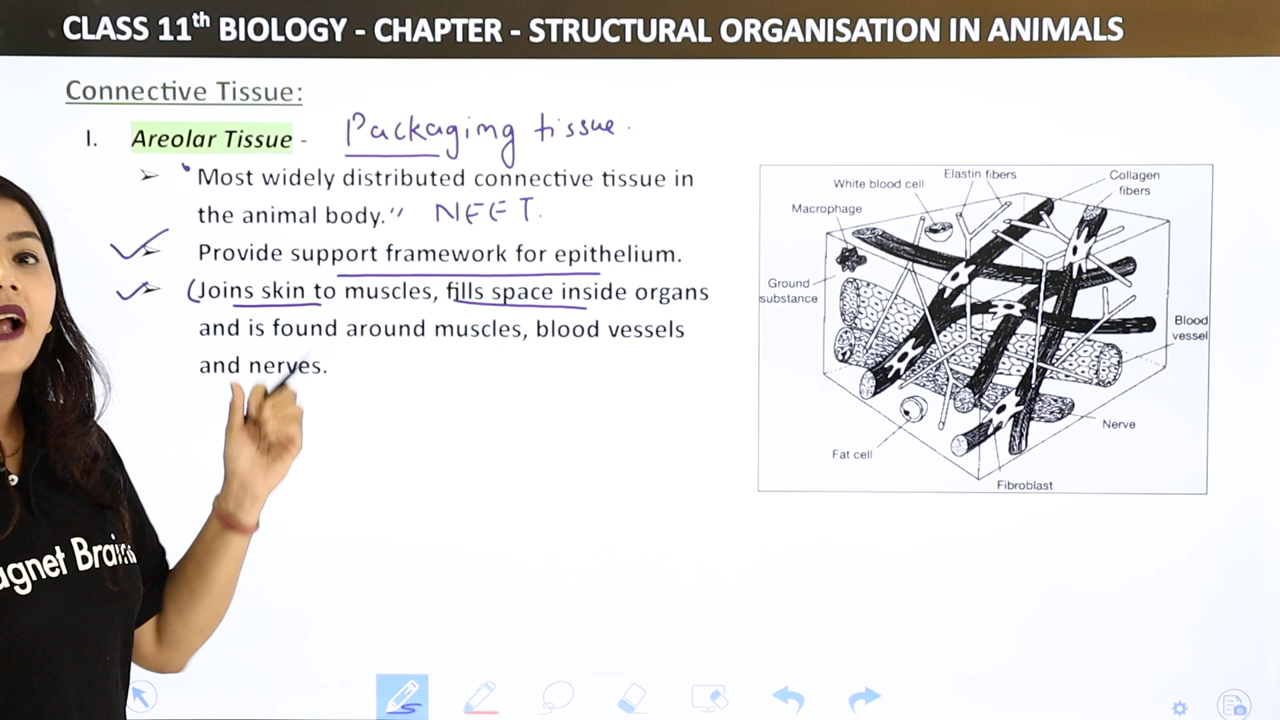 CLASS 11th BIOLOGY - CHAPTER - STRUCTURAL ORGANISATION IN ANIMALS
Connective Tissue:
I. Areolar Tissue - Packaging tissue.
➢ "Most widely distributed connective tissue in
the animal body." NEET.
➢ Provide support framework for epithelium.
➢ (Joins skin to muscles, fills space inside organs
and is found around muscles, blood vessels
and nerves.
White blood cell
Elastin fibers
Collagen
fibers
Macrophage
Ground
substance
Blood
vessel
Nerve
Fat cell
Fibroblast
agnet Brains